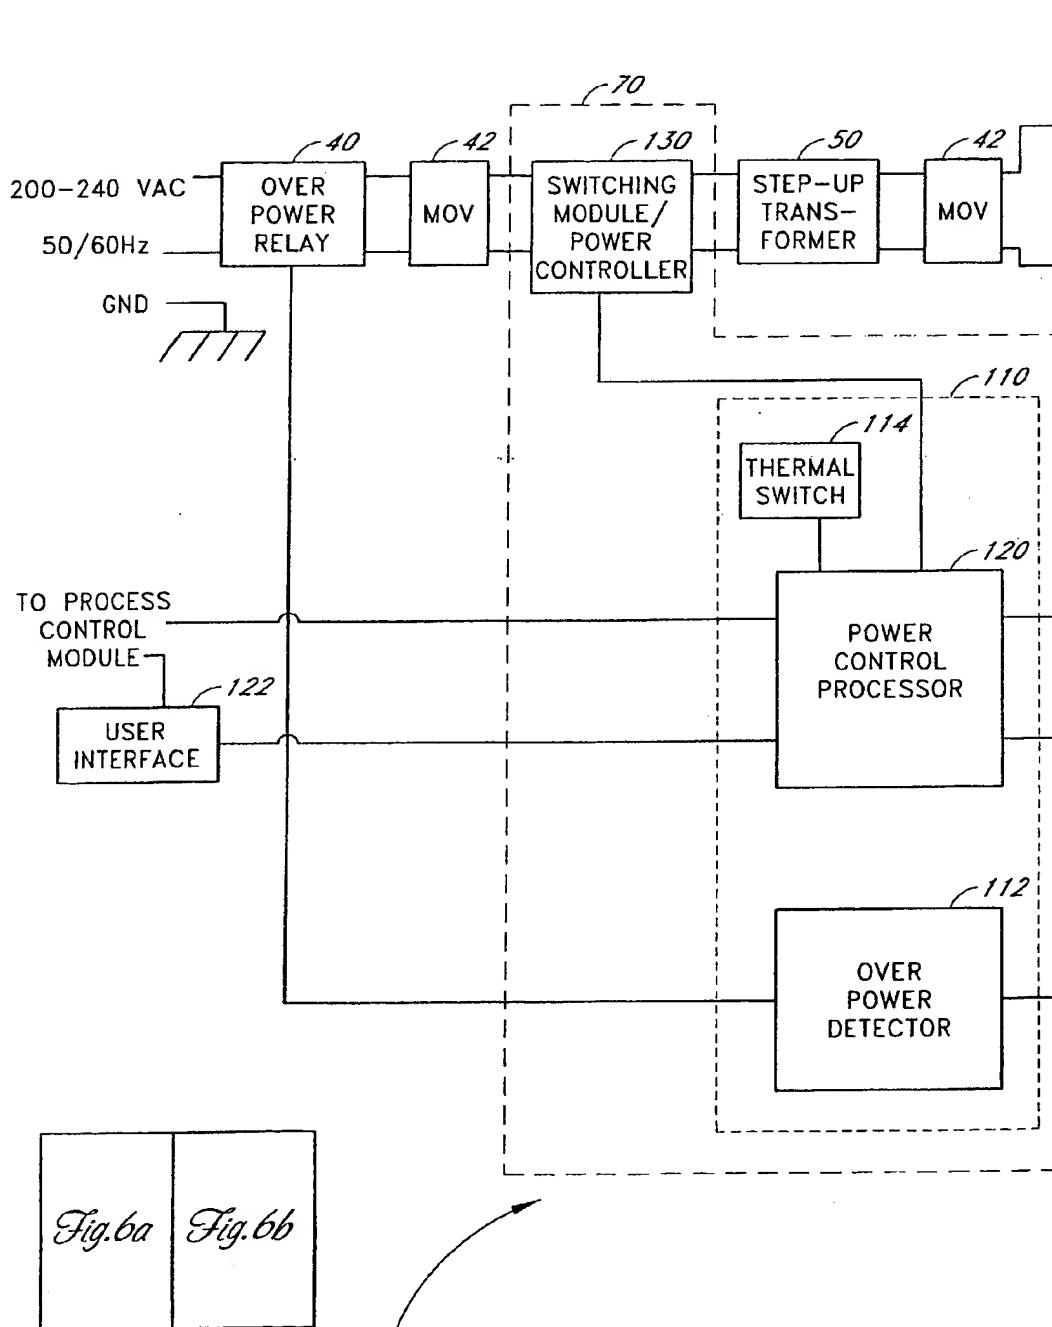 70
40
42
130
50
42
200-240 VAC
50/60Hz
GND
OVER
POWER
RELAY
MOV
SWITCHING
MODULE/
POWER
CONTROLLER
STEP-UP
TRANS-
FORMER
MOV
110
114
THERMAL
SWITCH
120
TO PROCESS
CONTROL
MODULE
POWER
CONTROL
PROCESSOR
122
USER
INTERFACE
112
OVER
POWER
DETECTOR
Fig.6a
Fig.6b